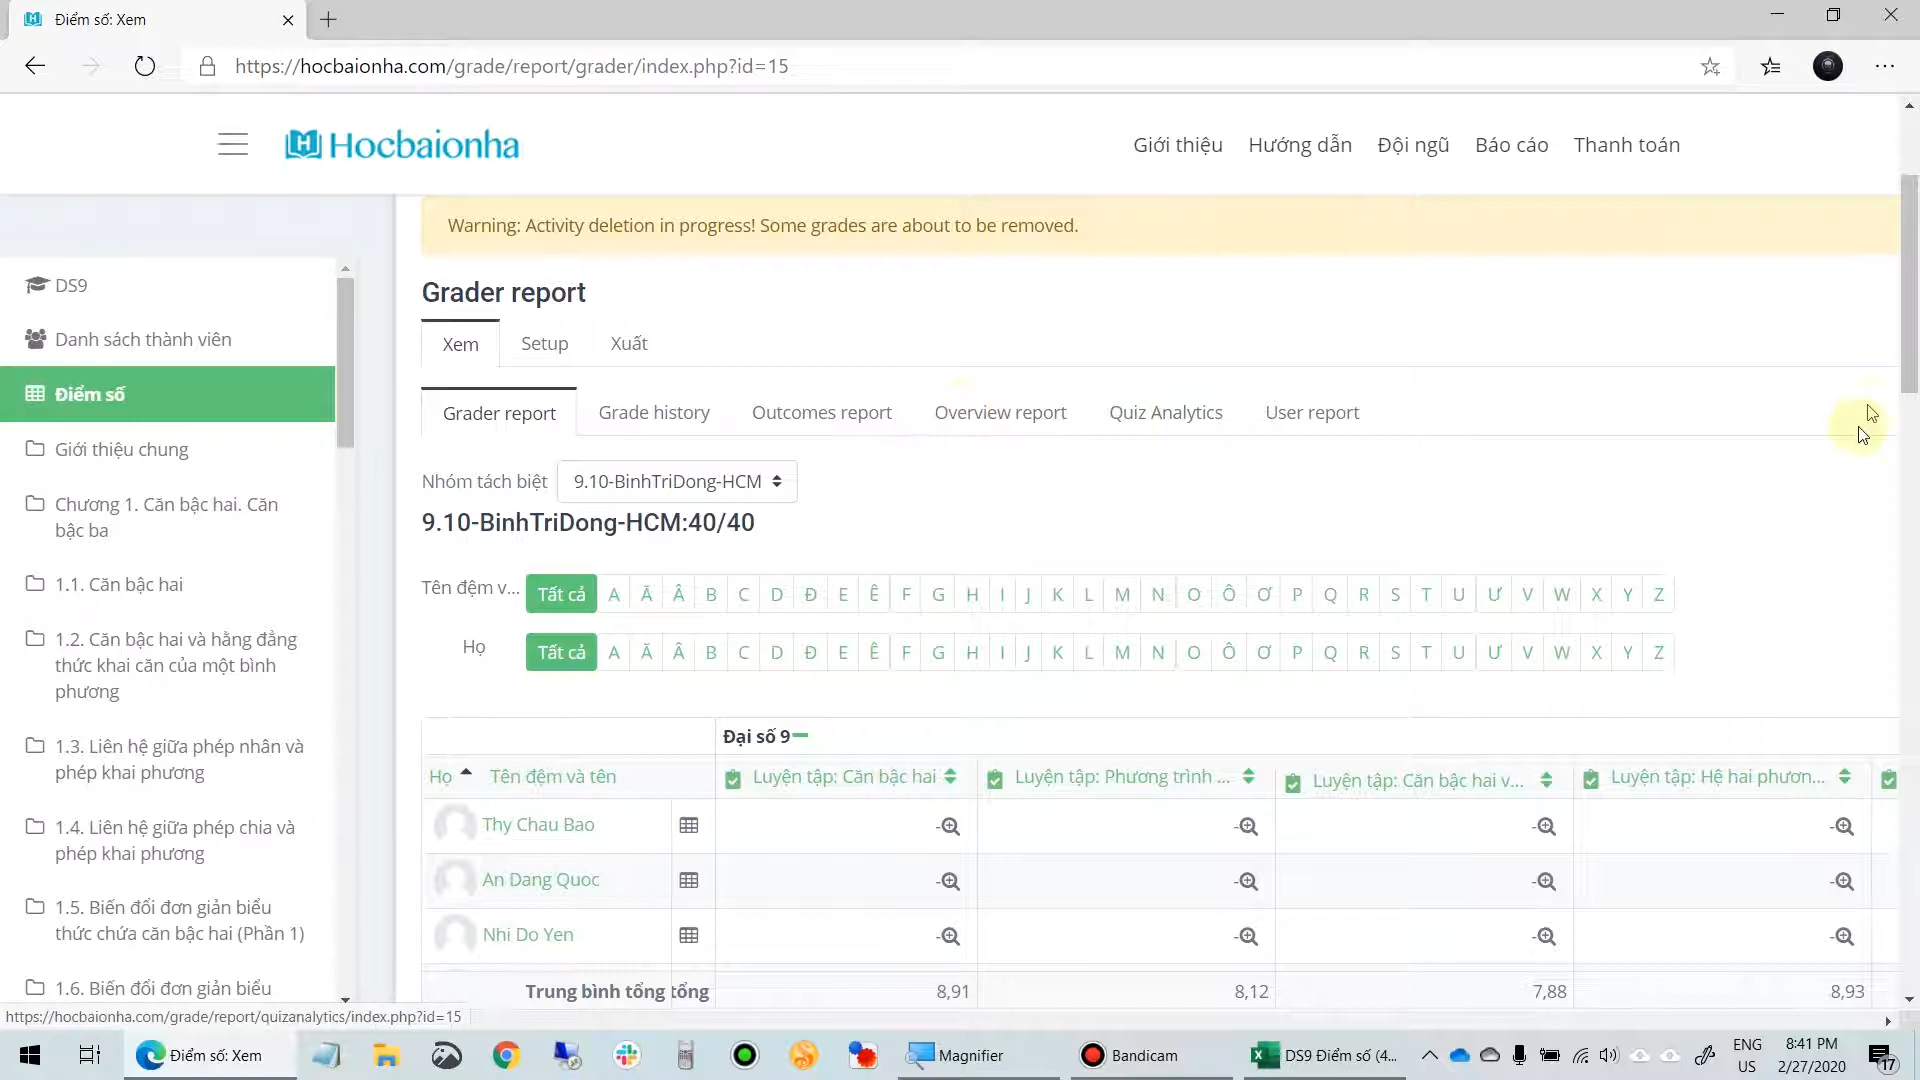 Điểm số: Xem
https://hocbaionha.com/grade/report/grader/index.php?id=15
Hocbaionha
Giới thiệu Hướng dẫn Đội ngũ Báo cáo Thanh toán
Warning: Activity deletion in progress! Some grades are about to be removed.
DS9
Danh sách thành viên
Điểm số
Giới thiệu chung
Chương 1. Căn bậc hai. Căn
bậc ba
1.1. Căn bậc hai
1.2. Căn bậc hai và hằng đẳng
thức khai căn của một bình
phương
1.3. Liên hệ giữa phép nhân và
phép khai phương
1.4. Liên hệ giữa phép chia và
phép khai phương
1.5. Biến đổi đơn giản biểu
thức chứa căn bậc hai (Phần 1)
1.6. Biến đổi đơn giản biểu
Grader report
Xem Setup Xuất
Grader report Grade history Outcomes report Overview report Quiz Analytics User report
Nhóm tách biệt 9.10-BinhTriDong-HCM
9.10-BinhTriDong-HCM:40/40
Tên đệm v... Tất cả A Ă Â B C D Đ E Ê F G H I J K L M N O Ô Ơ P Q R S T U Ư V W X Y Z
Họ Tất cả A Ă Â B C D Đ E Ê F G H I J K L M N O Ô Ơ P Q R S T U Ư V W X Y Z
Đại số 9
Họ Tên đệm và tên Luyện tập: Căn bậc hai Luyện tập: Phương trình ... Luyện tập: Căn bậc hai v... Luyện tập: Hệ hai phươn...
Thy Chau Bao - - - -
An Dang Quoc - - - -
Nhi Do Yen - - - -
Trung bình tổng tổng 8,91 8,12 7,88 8,93
https://hocbaionha.com/grade/report/quizanalytics/index.php?id=15
Điểm số: Xem Magnifier Bandicam DS9 Điểm số (4... ENG 8:41 PM
US 2/27/2020 17